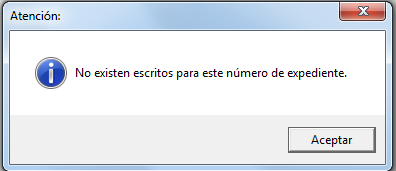 Atención:
No existen escritos para este número de expediente.
Aceptar